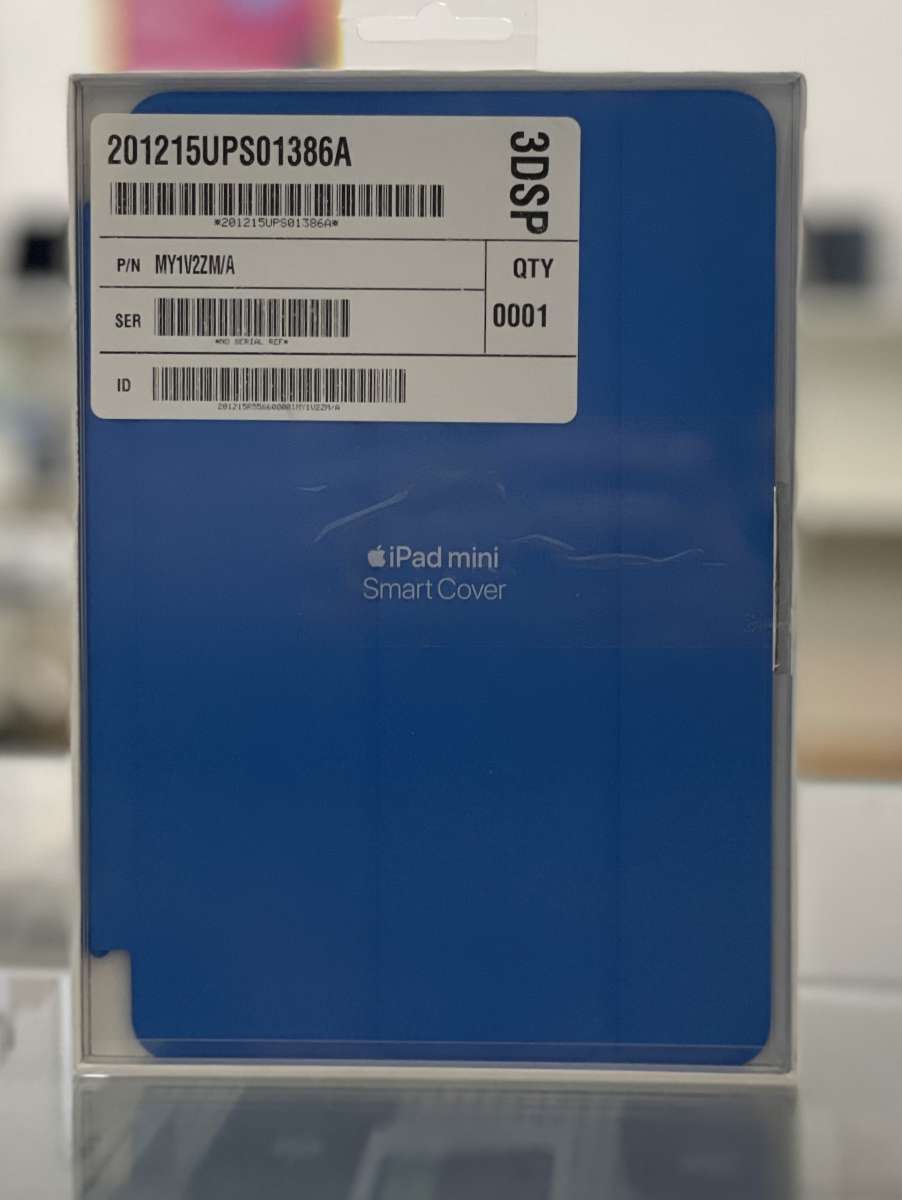 201215UPS01386A
3DSP
*201215UPS01386A*
P/N MY1V2ZM/A
QTY
0001
SER
*NO SERIAL REF*
ID
iPad mini
Smart Cover